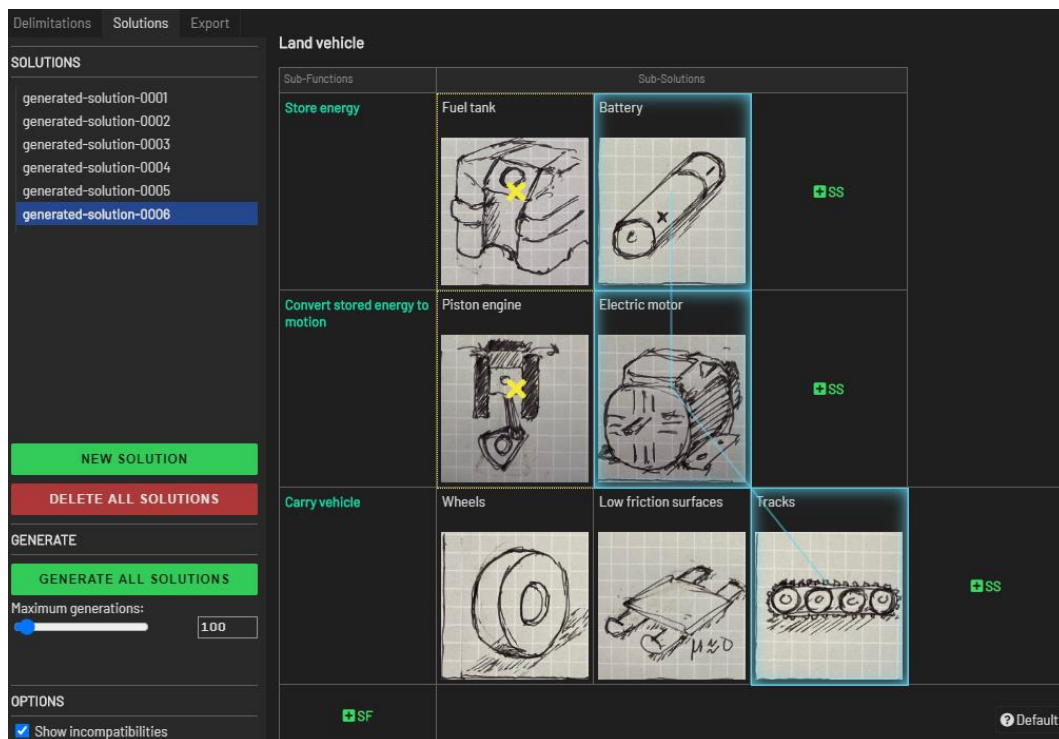 Delimitations Solutions Export
SOLUTIONS
generated-solution-0001
generated-solution-0002
generated-solution-0003
generated-solution-0004
generated-solution-0005
generated-solution-0006
NEW SOLUTION
DELETE ALL SOLUTIONS
GENERATE
GENERATE ALL SOLUTIONS
Maximum generations:
100
OPTIONS
Show incompatibilities
Land vehicle
Sub-Functions Sub-Solutions
Store energy Fuel tank Battery
SS
Convert stored energy to Piston engine Electric motor
motion
SS
Carry vehicle Wheels Low friction surfaces Tracks
μ≈0
SS
SF
Default